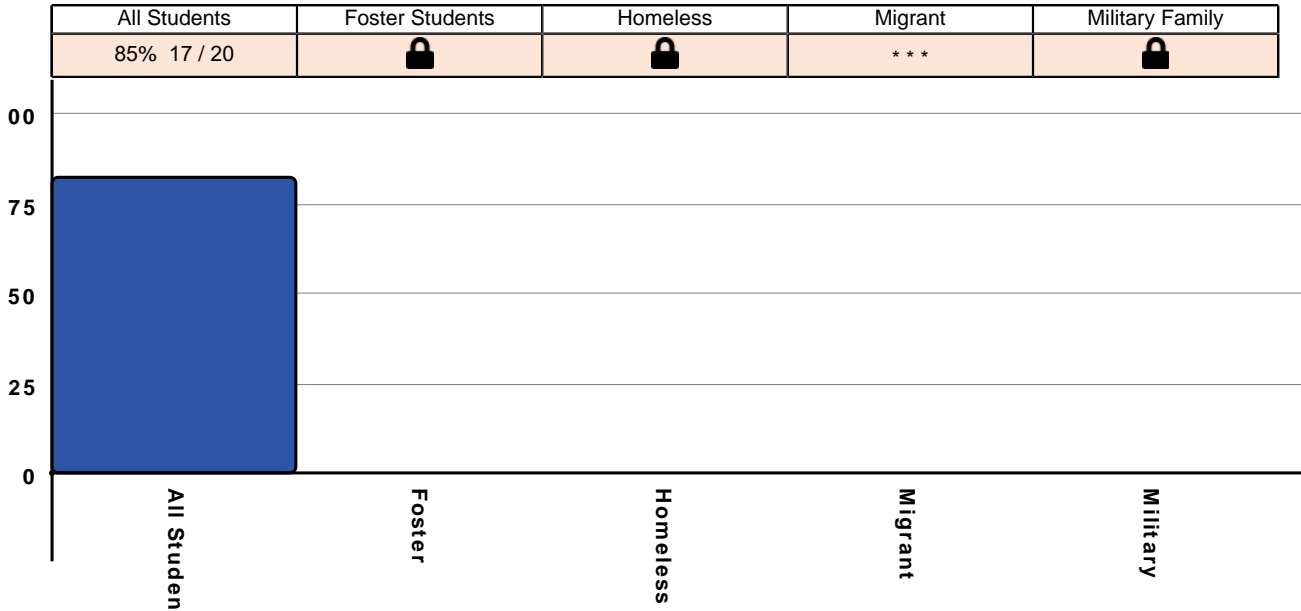 All Students Foster Students Homeless Migrant Military Family
85% 17 / 20 * * *
00
75
50
25
0
All Studen
Foster
Homeless
Migrant
Military